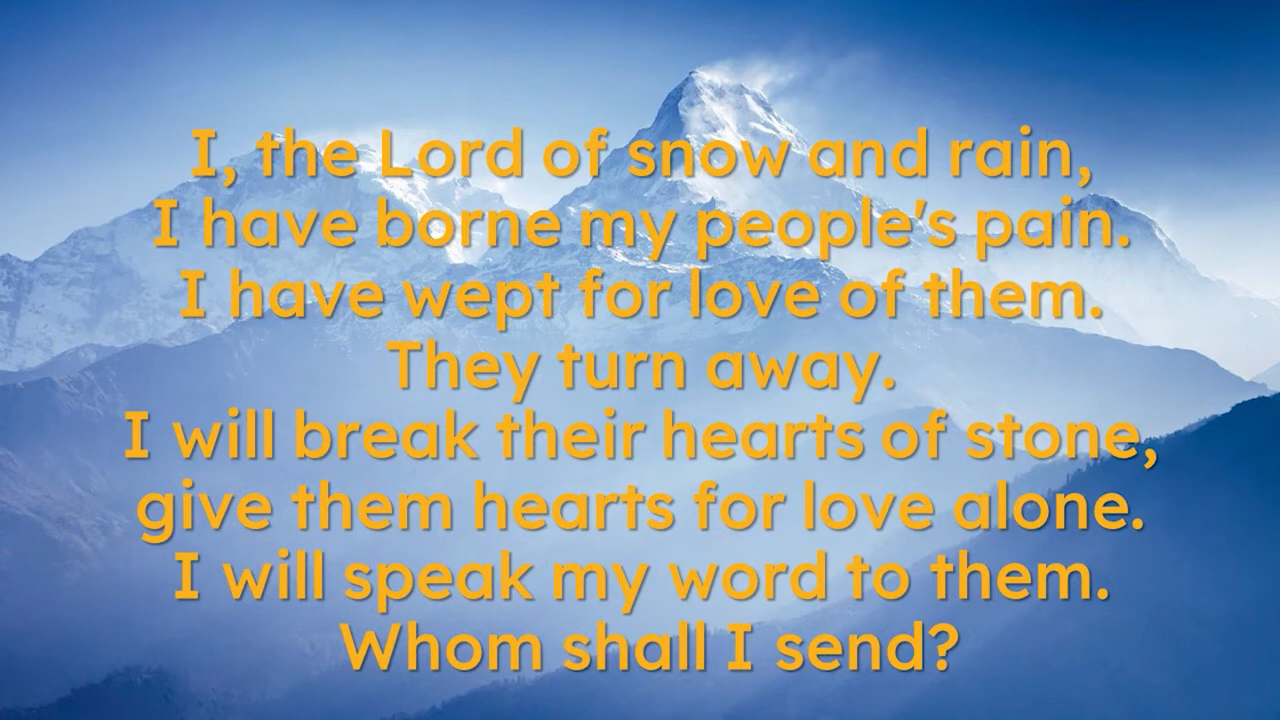 I, the Lord of snow and rain,
I have borne my people's pain.
I have wept for love of them.
They turn away.
I will break their hearts of stone,
give them hearts for love alone.
I will speak my word to them.
Whom shall I send?